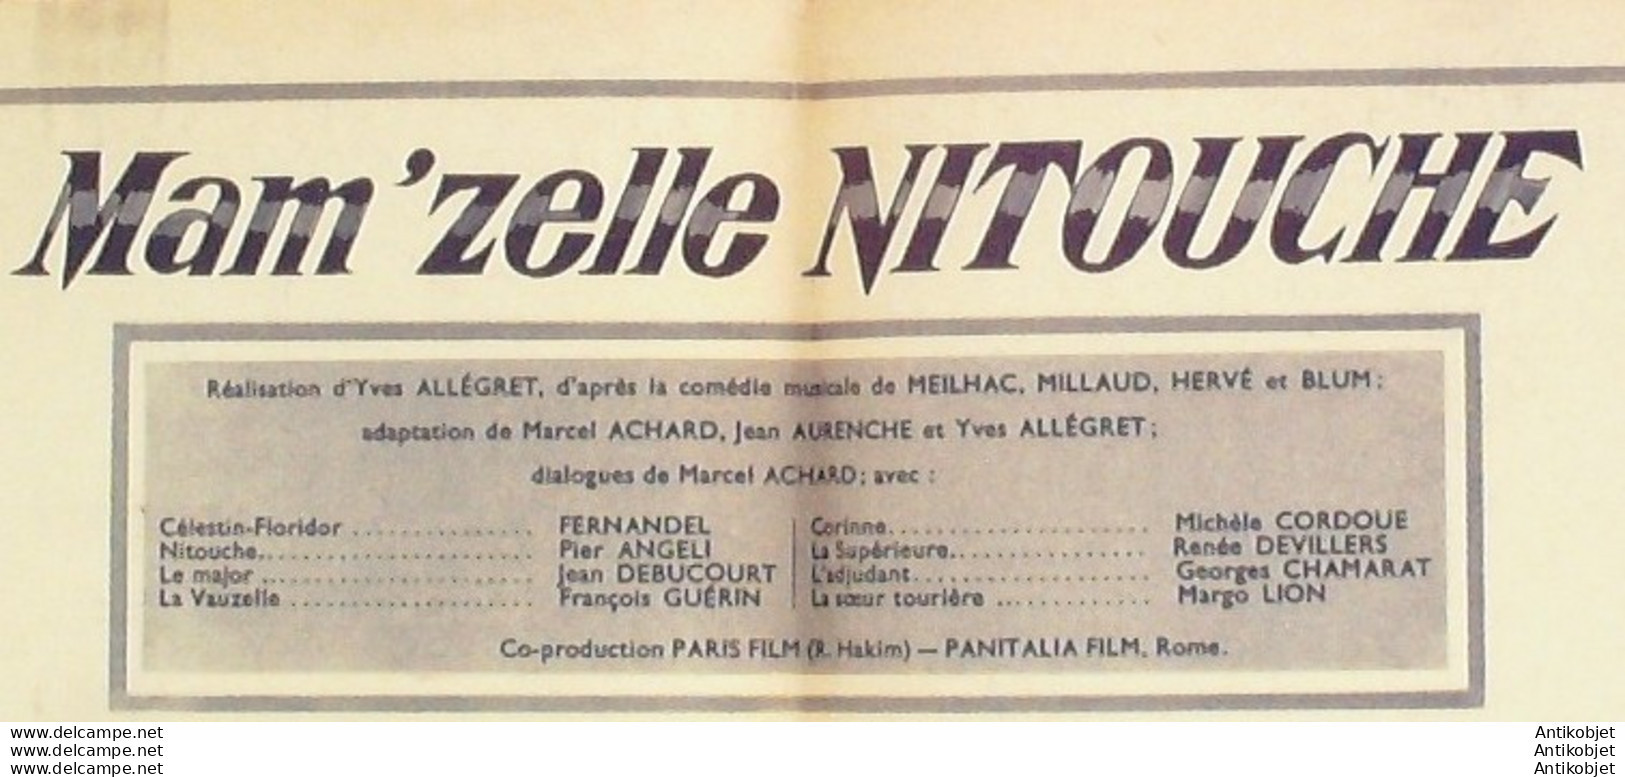 Mam'zelle NITOUCHE
Réalisation d'Yves ALLÉGRET, d'après la comédie musicale de MEILHAC, MILLAUD, HERVÉ et BLUM;
adaptation de Marcel ACHARD, Jean AURENCHE et Yves ALLÉGRET;
dialogues de Marcel ACHARD; avec :
Célestin-Floridor ............... FERNANDEL
Nitouche......................... Pier ANGELI
Le major ........................ Jean DEBUCOURT
La Vauzelle ..................... François GUÉRIN
Corinne........................ Michèle CORDOUE
La Supérieure.................. Renée DEVILLERS
L'adjudant..................... Georges CHAMARAT
La sœur tourière .............. Margo LION
Co-production PARIS FILM (R. Hakim) — PANITALIA FILM, Rome.
www.delcampe.net
www.delcampe.net
www.delcampe.net
Antikobjet
Antikobjet
Antikobjet